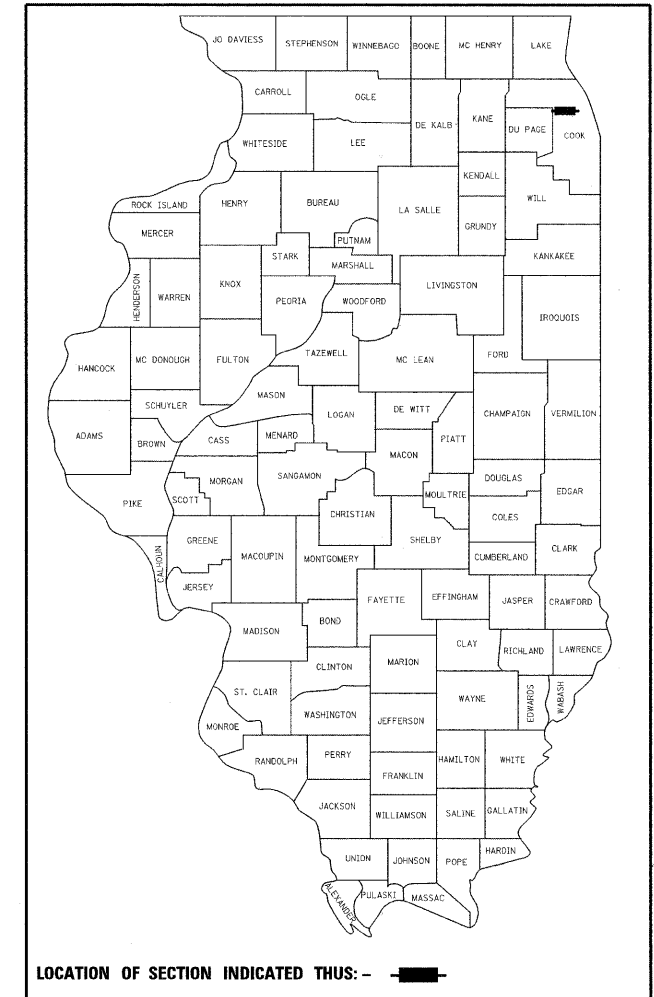 JO DAVIESS STEPHENSON WINNEBAGO BOONE MC HENRY LAKE
CARROLL OGLE DE KALB KANE DU PAGE COOK
WHITESIDE LEE
KENDALL
ROCK ISLAND HENRY BUREAU LA SALLE WILL
MERCER PUTNAM GRUNDY
STARK MARSHALL KANKAKEE
HENDERSON WARREN KNOX PEORIA WOODFORD LIVINGSTON
IROQUOIS
HANCOCK MC DONOUGH FULTON TAZEWELL MC LEAN FORD
MASON
SCHUYLER LOGAN DE WITT CHAMPAIGN VERMILION
ADAMS BROWN CASS MENARD PIATT
MACON
MORGAN SANGAMON DOUGLAS EDGAR
PIKE SCOTT CHRISTIAN MOULTRIE
COLES
GREENE MACOUPIN MONTGOMERY SHELBY CLARK
CALHOUN CUMBERLAND
JERSEY FAYETTE EFFINGHAM JASPER CRAWFORD
MADISON BOND
CLAY RICHLAND LAWRENCE
CLINTON MARION
ST. CLAIR WAYNE EDWARDS WABASH
WASHINGTON JEFFERSON
MONROE
RANDOLPH PERRY HAMILTON WHITE
FRANKLIN
JACKSON WILLIAMSON SALINE GALLATIN
UNION JOHNSON POPE HARDIN
ALEXANDER PULASKI MASSAC
LOCATION OF SECTION INDICATED THUS: –